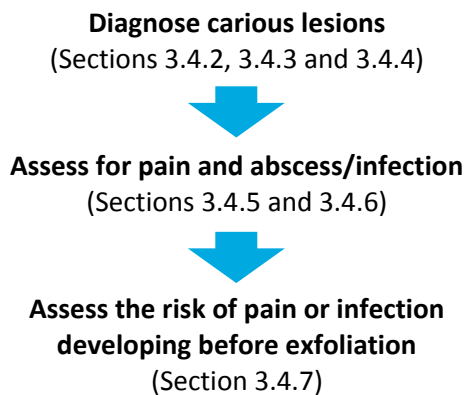 Diagnose carious lesions
(Sections 3.4.2, 3.4.3 and 3.4.4)
Assess for pain and abscess/infection
(Sections 3.4.5 and 3.4.6)
Assess the risk of pain or infection
developing before exfoliation
(Section 3.4.7)